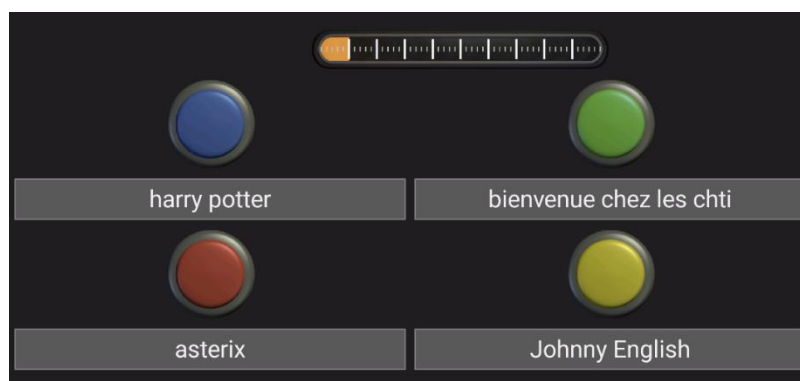 harry potter
bienvenue chez les chti
asterix
Johnny English